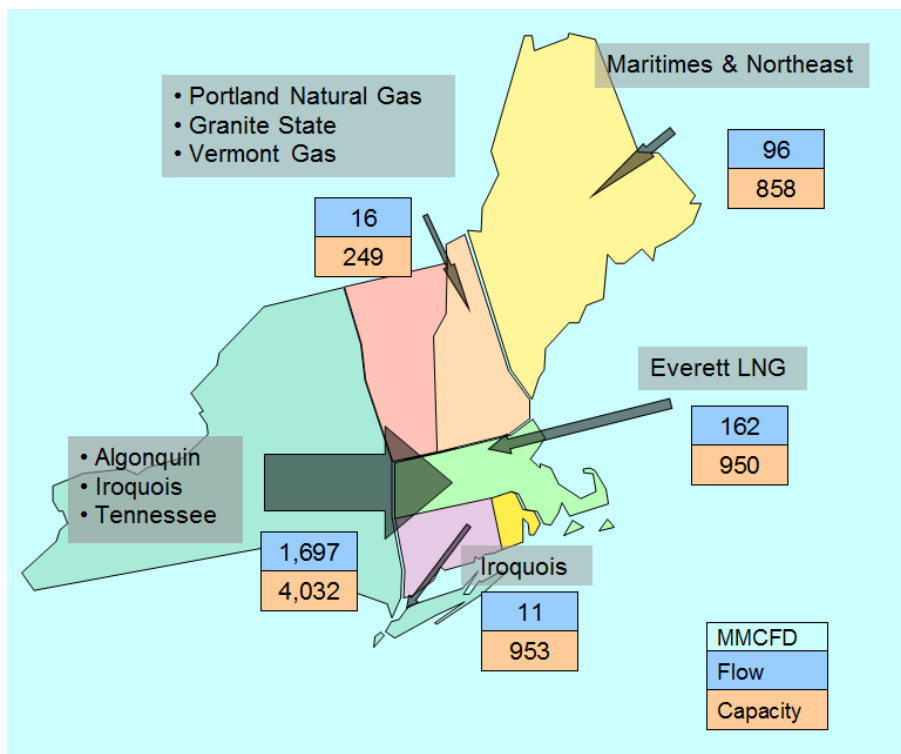 Maritimes & Northeast
• Portland Natural Gas
• Granite State
• Vermont Gas
96
858
16
249
Everett LNG
162
950
• Algonquin
• Iroquois
• Tennessee
1,697
4,032
Iroquois
11
953
MMCFD
Flow
Capacity